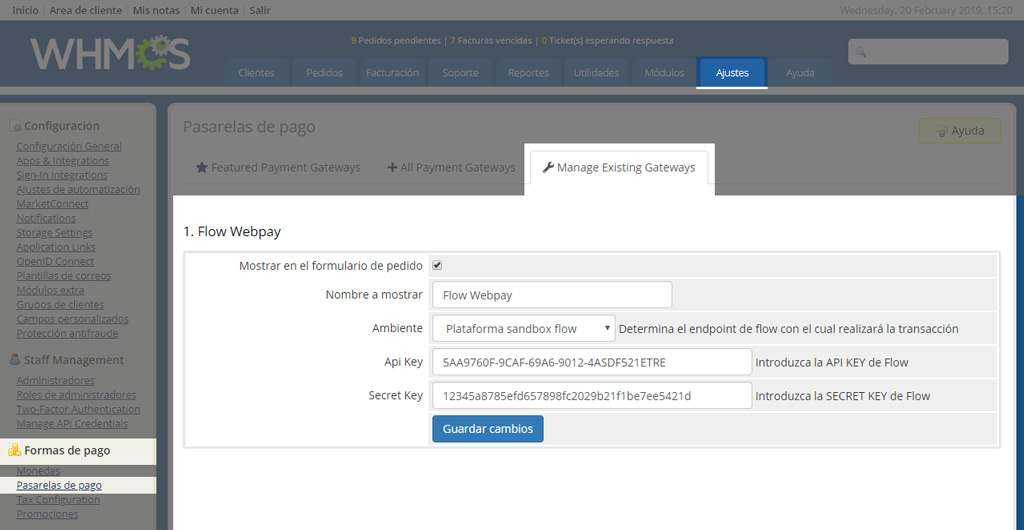 Inicio | Area de cliente | Mis notas | Mi cuenta | Salir
Wednesday, 20 February 2019, 15:20
WHMCS
9 Pedidos pendientes | 7 Facturas vencidas | 0 Ticket(s) esperando respuesta
Clientes Pedidos Facturación Soporte Reportes Utilidades Módulos Ajustes Ayuda
Configuración
Configuración General
Apps & Integrations
Sign-In Integrations
Ajustes de automatización
MarketConnect
Notifications
Storage Settings
Application Links
OpenID Connect
Plantillas de correos
Módulos extra
Grupos de clientes
Campos personalizados
Protección antifraude
Staff Management
Administradores
Roles de administradores
Two-Factor Authentication
Manage API Credentials
Formas de pago
Monedas
Pasarelas de pago
Tax Configuration
Promociones
Pasarelas de pago
Ayuda
Featured Payment Gateways All Payment Gateways Manage Existing Gateways
1. Flow Webpay
Mostrar en el formulario de pedido
Nombre a mostrar Flow Webpay
Ambiente Plataforma sandbox flow Determina el endpoint de flow con el cual realizará la transacción
Api Key 5AA9760F-9CAF-69A6-9012-4ASDF521ETRE Introduzca la API KEY de Flow
Secret Key 12345a8785efd657898fc2029b21f1be7ee5421d Introduzca la SECRET KEY de Flow
Guardar cambios